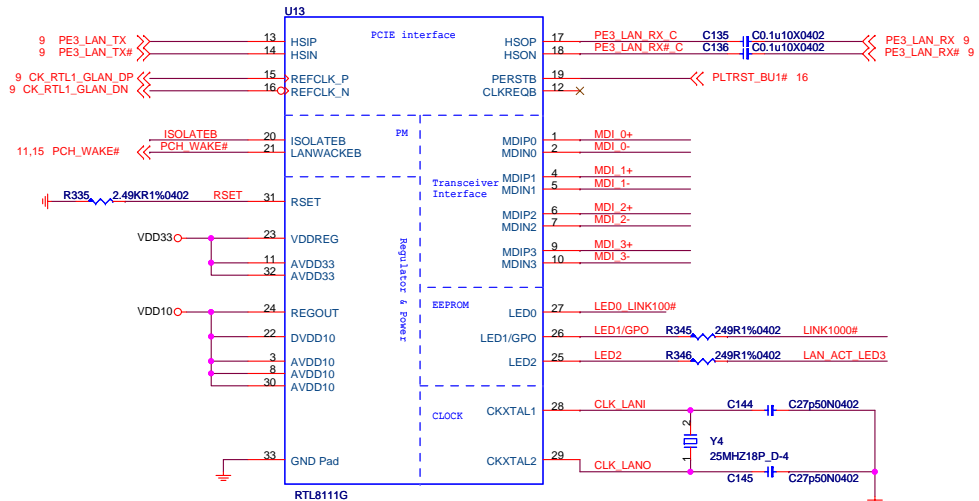 U13
PCIE interface
9 PE3_LAN_TX 13 HSIP
9 PE3_LAN_TX# 14 HSIN
9 CK_RTL1_GLAN_DP 15 REFCLK_P
9 CK_RTL1_GLAN_DN 16 REFCLK_N
HSOP 17 PE3_LAN_RX_C C135 C0.1u10X0402 PE3_LAN_RX 9
HSON 18 PE3_LAN_RX#_C C136 C0.1u10X0402 PE3_LAN_RX# 9
PERSTB 19 PLTRST_BU1# 16
CLKREQB 12
PM
ISOLATEB 20 ISOLATEB
11,15 PCH_WAKE# PCH_WAKE# 21 LANWACKEB
Transceiver
Interface
MDIP0 1 MDI_0+
MDIN0 2 MDI_0-
MDIP1 4 MDI_1+
MDIN1 5 MDI_1-
MDIP2 6 MDI_2+
MDIN2 7 MDI_2-
MDIP3 9 MDI_3+
MDIN3 10 MDI_3-
R335 2.49KR1%0402 RSET 31 RSET
Regulator & Power
VDD33 23 VDDREG
11 AVDD33
32 AVDD33
VDD10 24 REGOUT
22 DVDD10
3 AVDD10
8 AVDD10
30 AVDD10
EEPROM
LED0 27 LED0_LINK100#
LED1/GPO 26 LED1/GPO R345 249R1%0402 LINK1000#
LED2 25 LED2 R346 249R1%0402 LAN_ACT_LED3
CLOCK
CKXTAL1 28 CLK_LANI C144 C27p50N0402
2
Y4
25MHZ18P_D-4
1
CKXTAL2 29 CLK_LANO C145 C27p50N0402
33 GND Pad
RTL8111G